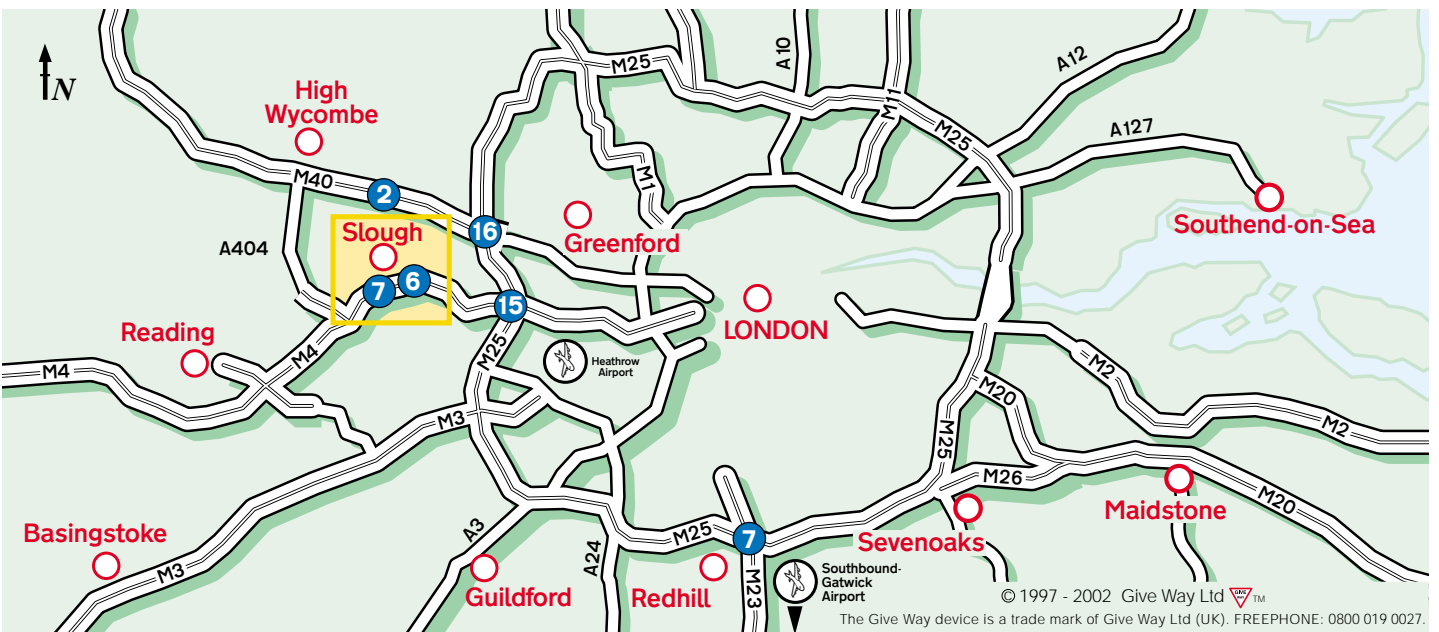 N
High
Wycombe
M25
A10
M11
A12
M25
A127
M40
2
M1
A404
Slough
16
Greenford
Southend-on-Sea
7
6
15
LONDON
Reading
M4
M4
M25
Heathrow
Airport
M2
M20
M3
M2
M25
M26
Maidstone
M20
Basingstoke
M3
A3
Guildford
A24
M25
Redhill
7
M23
Sevenoaks
Southbound-
Gatwick
Airport
© 1997 - 2002 Give Way Ltd GIVE WAY TM
The Give Way device is a trade mark of Give Way Ltd (UK). FREEPHONE: 0800 019 0027.